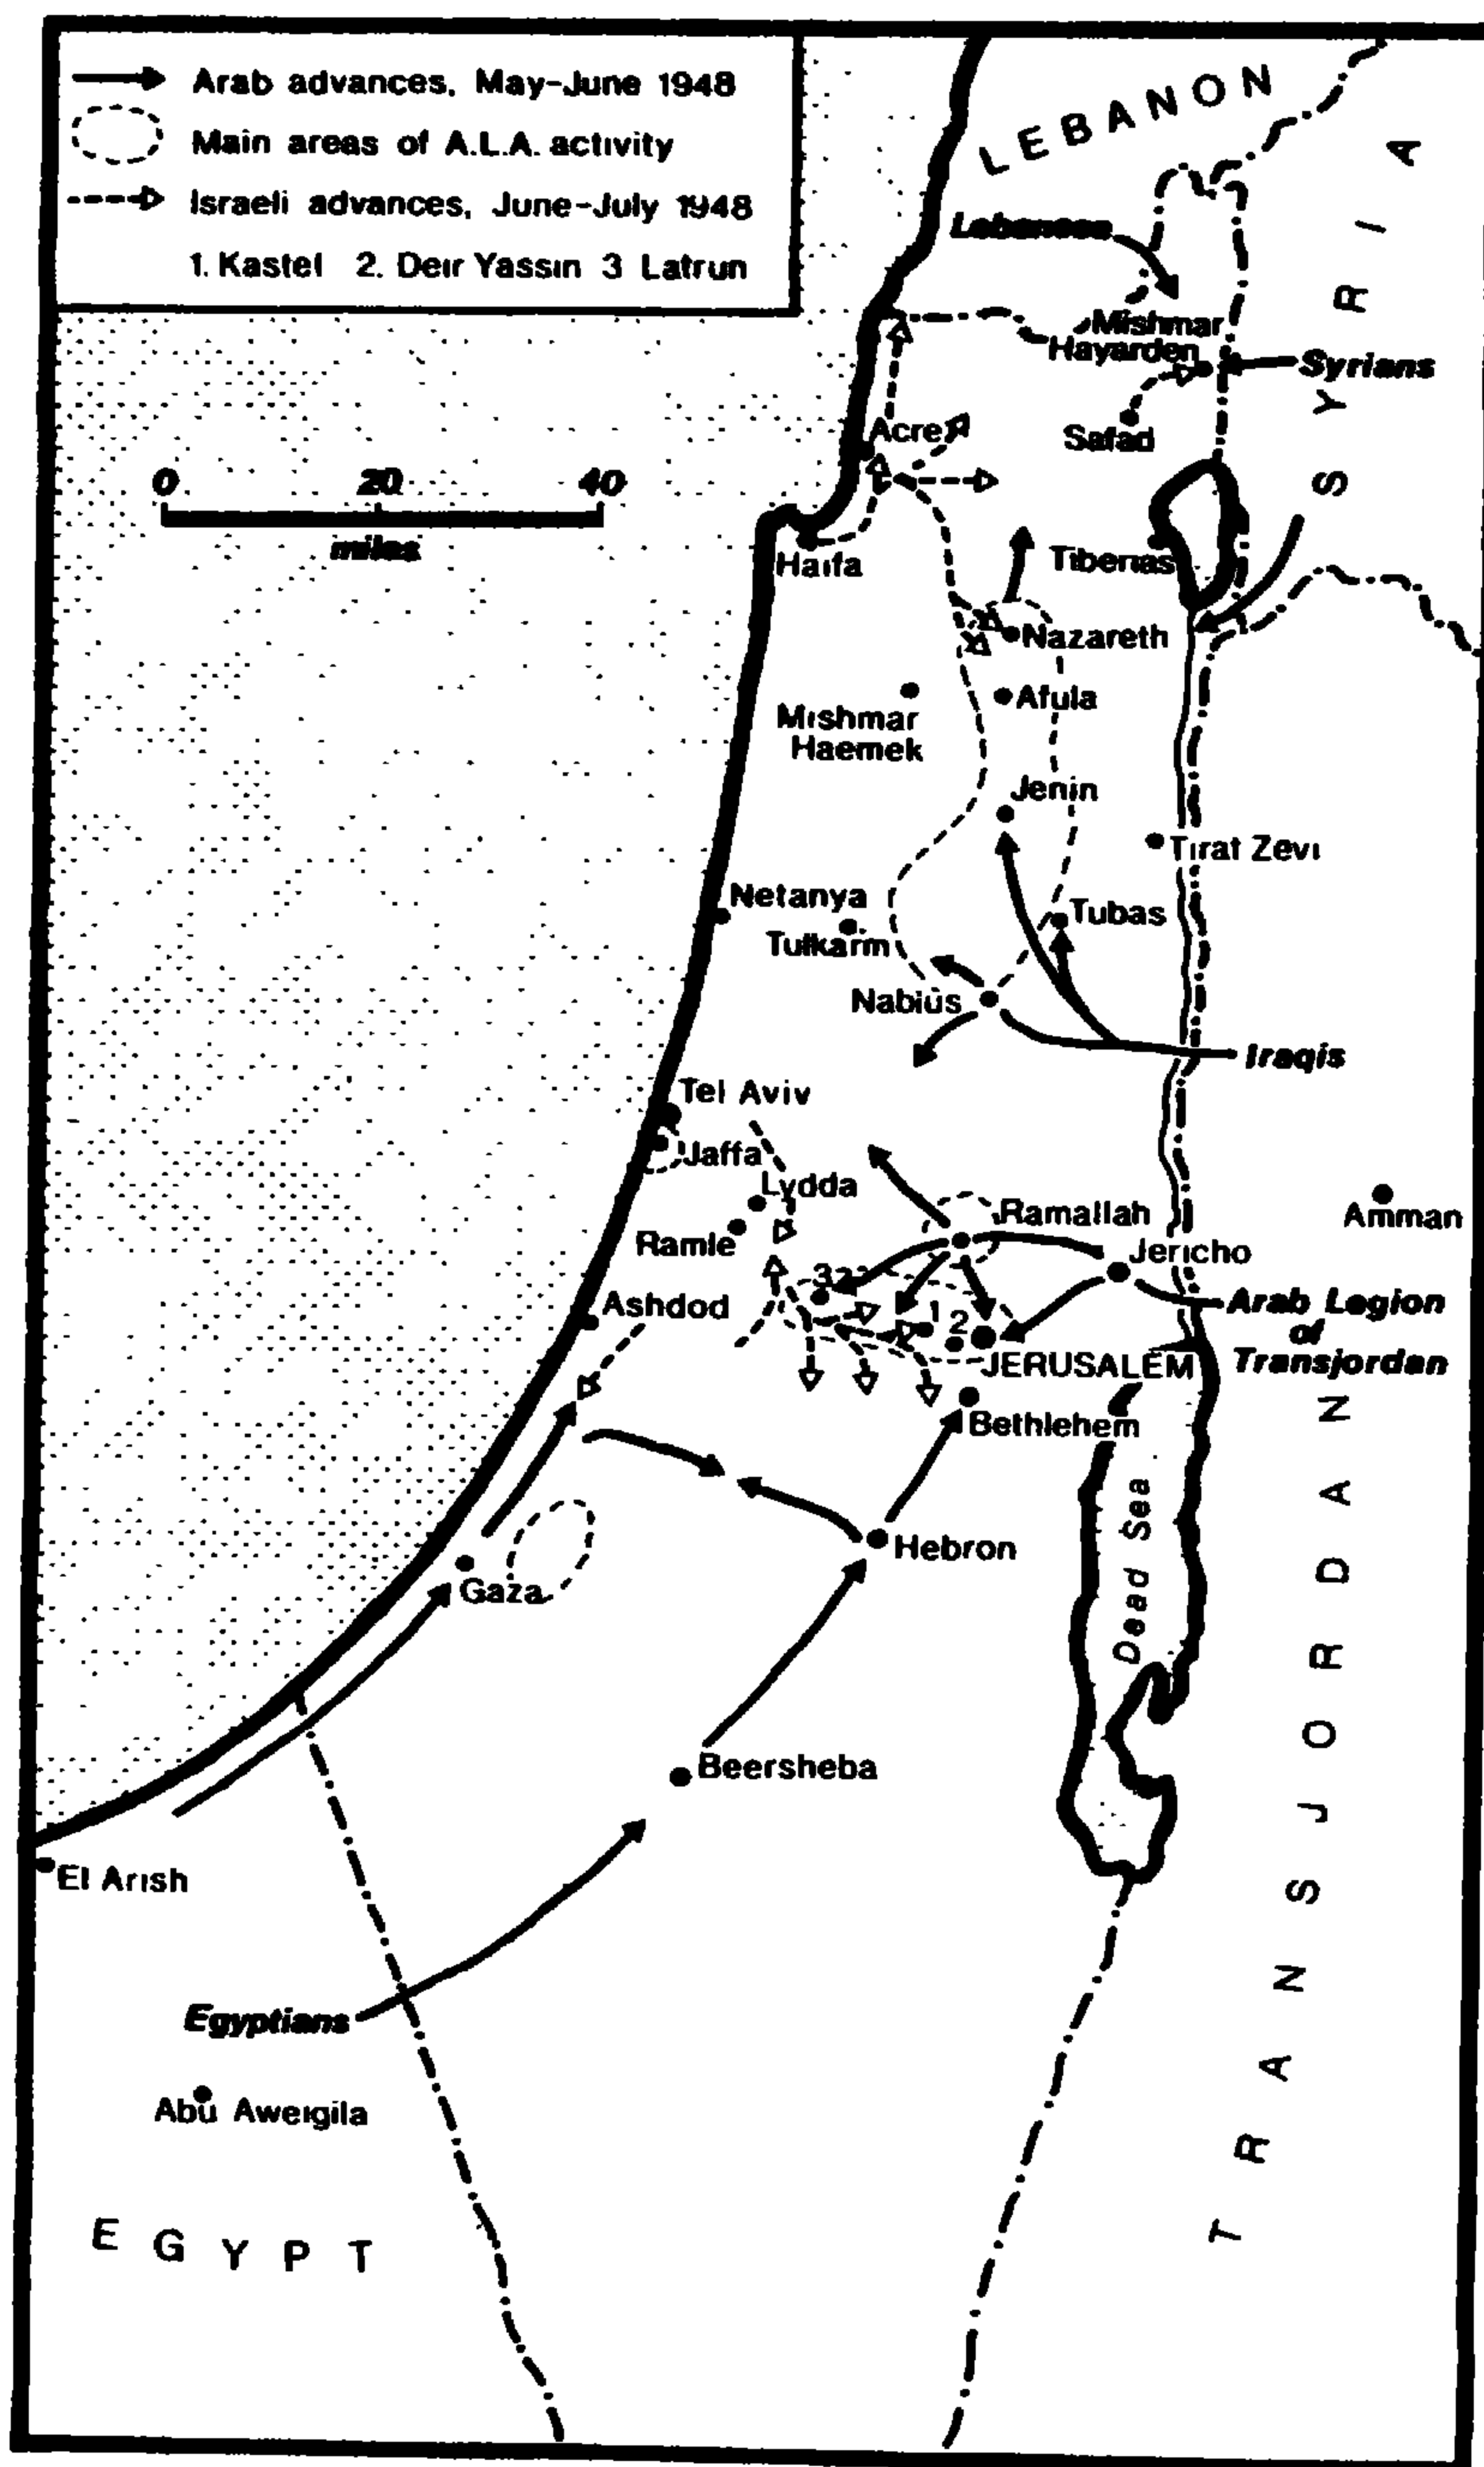 Arab advances, May-June 1948
Main areas of A.L.A. activity
Israeli advances, June-July 1948
1. Kastel 2. Deir Yassin 3 Latrun
LEBANON
SYRIA
Lebanese
Mishmar
Hayarden
Syrians
Safad
Acre
0 20 40
miles
Haifa
Tiberias
Nazareth
Afula
Mishmar
Haemek
Jenin
Tirat Zevi
Netanya
Tulkarm
Tubas
Nablus
Iraqis
Tel Aviv
Jaffa
Lydda
Ramle
Ramallah
Amman
Jericho
Ashdod
3
1
2
JERUSALEM
Arab Legion
of
Transjordan
Bethlehem
Dead Sea
Hebron
Gaza
Beersheba
El Arish
Egyptians
Abu Aweigila
EGYPT
TRANSJORDAN